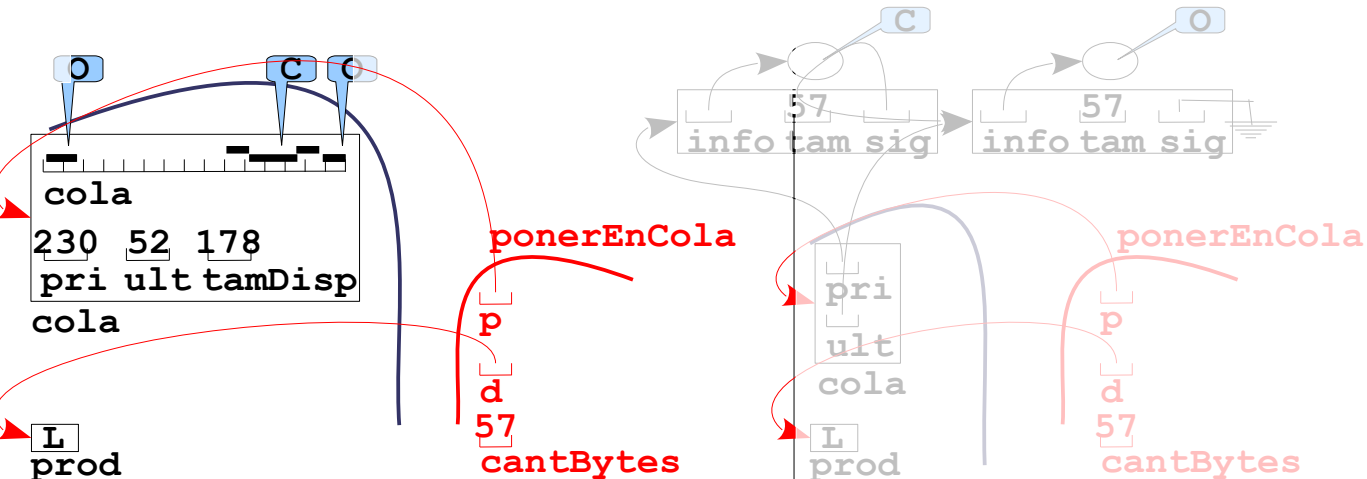 O C O
cola
230 52 178
pri ult tamDisp
cola
ponerEnCola
p
d
57
cantBytes
L
prod
C O
57 57
info tam sig info tam sig
pri
ult
cola
ponerEnCola
p
d
57
cantBytes
L
prod